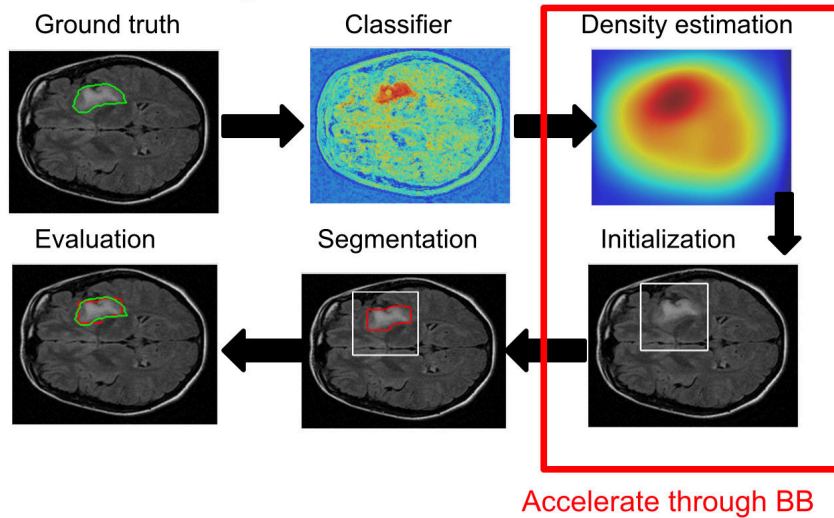 Ground truth
Classifier
Density estimation
Evaluation
Segmentation
Initialization
Accelerate through BB